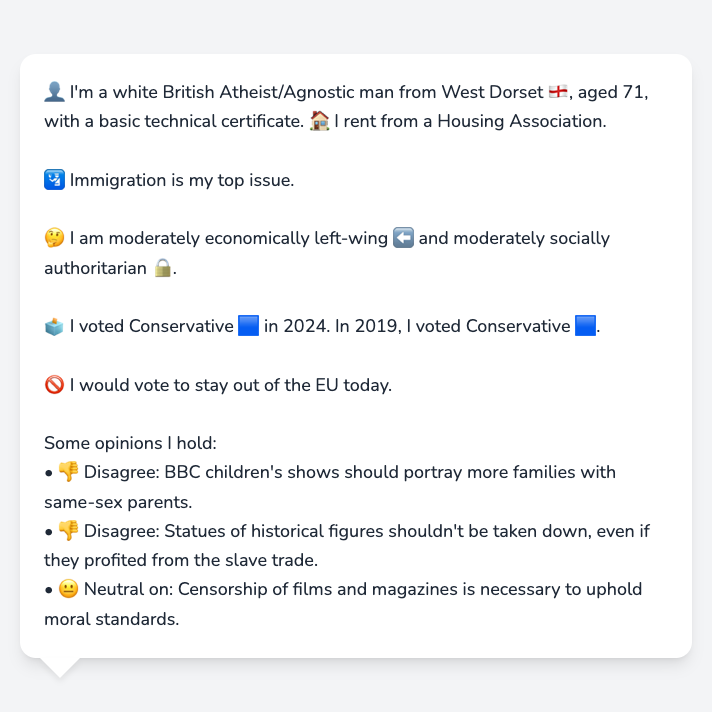 👤 I'm a white British Atheist/Agnostic man from West Dorset 🏴󠁧󠁢󠁥󠁮󠁧󠁿, aged 71,
with a basic technical certificate. 🏠 I rent from a Housing Association.
🛂 Immigration is my top issue.
🤔 I am moderately economically left-wing ⬅️ and moderately socially
authoritarian 🔒.
🗳️ I voted Conservative 🟦 in 2024. In 2019, I voted Conservative 🟦.
🚫 I would vote to stay out of the EU today.
Some opinions I hold:
• 👎 Disagree: BBC children's shows should portray more families with
same-sex parents.
• 👎 Disagree: Statues of historical figures shouldn't be taken down, even if
they profited from the slave trade.
• 😐 Neutral on: Censorship of films and magazines is necessary to uphold
moral standards.